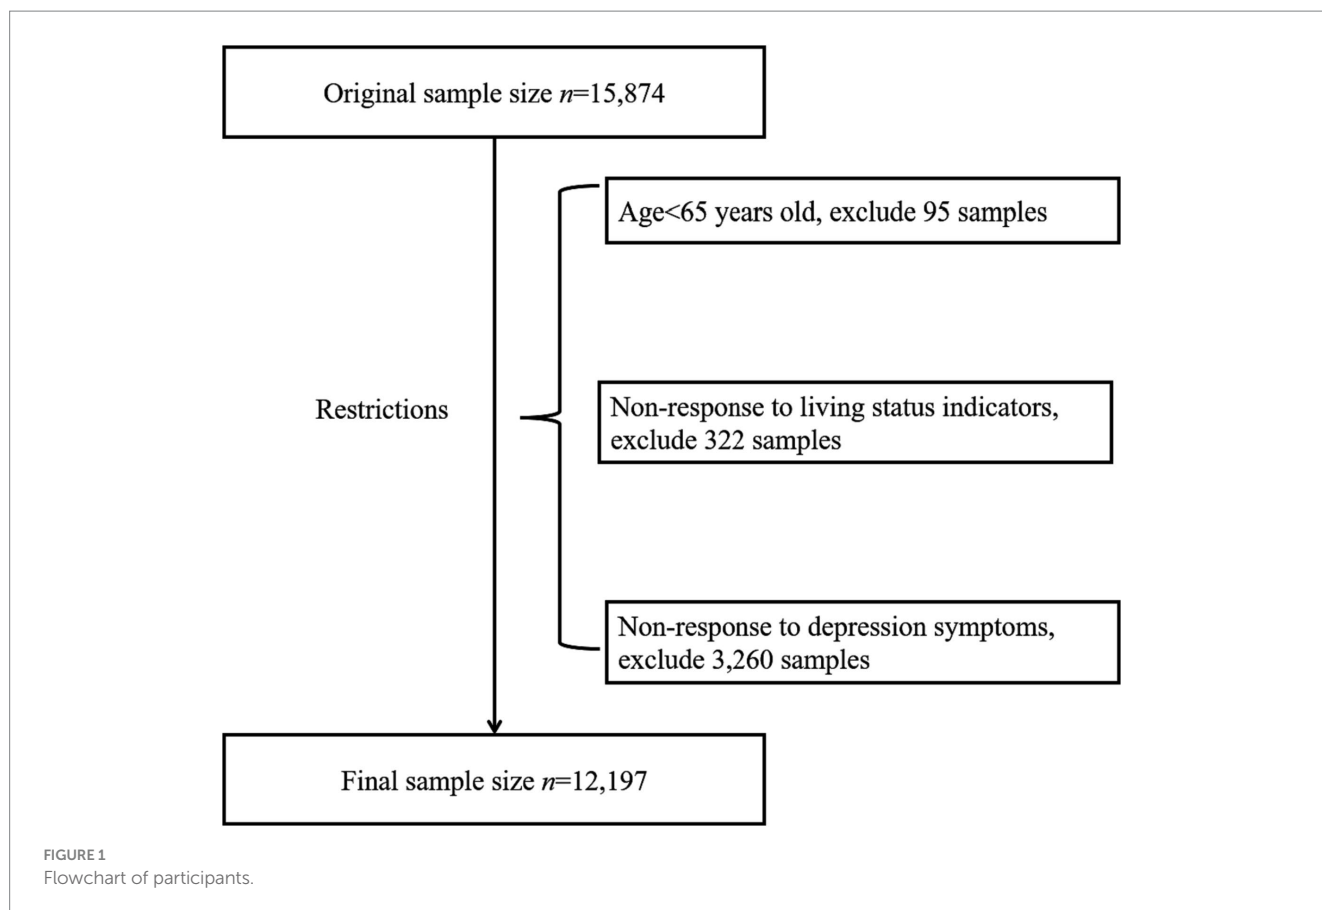 Original sample size n=15,874
Age<65 years old, exclude 95 samples
Restrictions
Non-response to living status indicators,
exclude 322 samples
Non-response to depression symptoms,
exclude 3,260 samples
Final sample size n=12,197
FIGURE 1
Flowchart of participants.